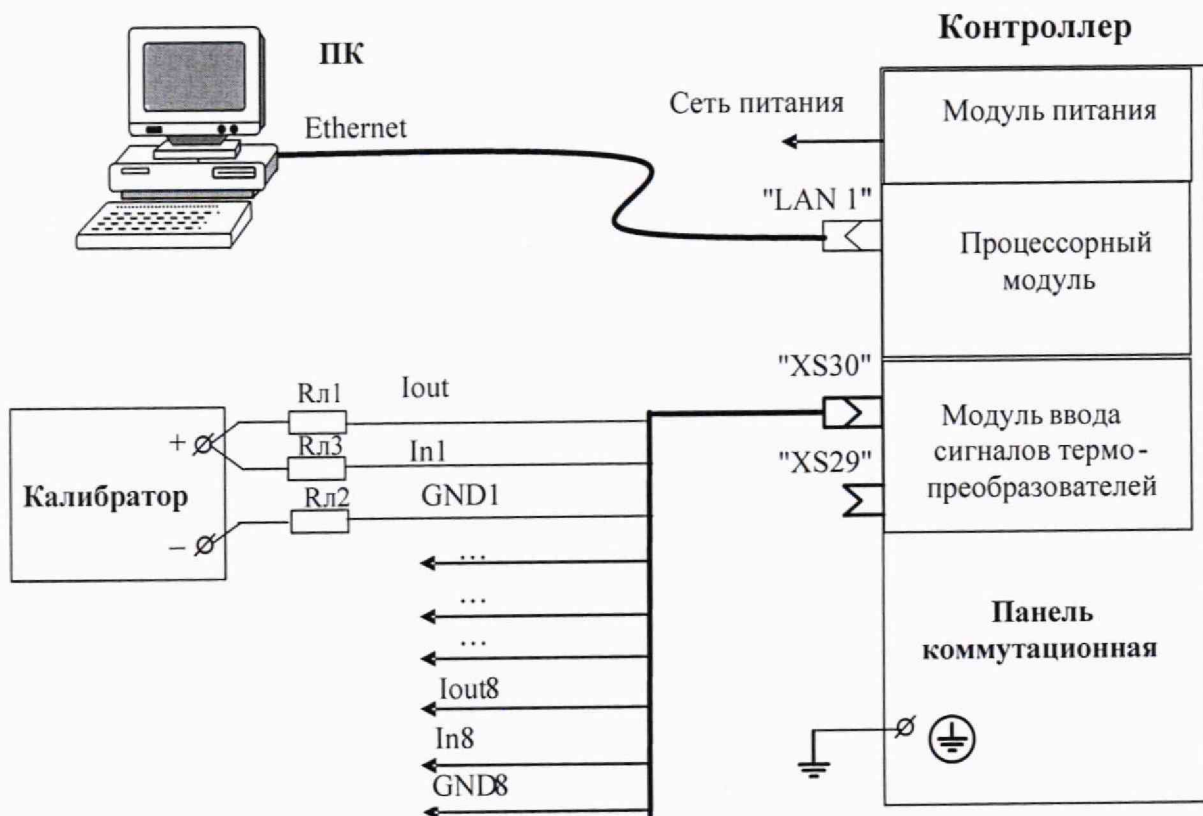 Контроллер
ПК
Ethernet
Сеть питания
Модуль питания
"LAN 1"
Процессорный
модуль
"XS30"
Модуль ввода
сигналов термо-
преобразователей
"XS29"
Rл1
Iout
Rл3
In1
Rл2
GND1
+
Калибратор
–
...
...
...
Iout8
In8
GND8
Панель
коммутационная